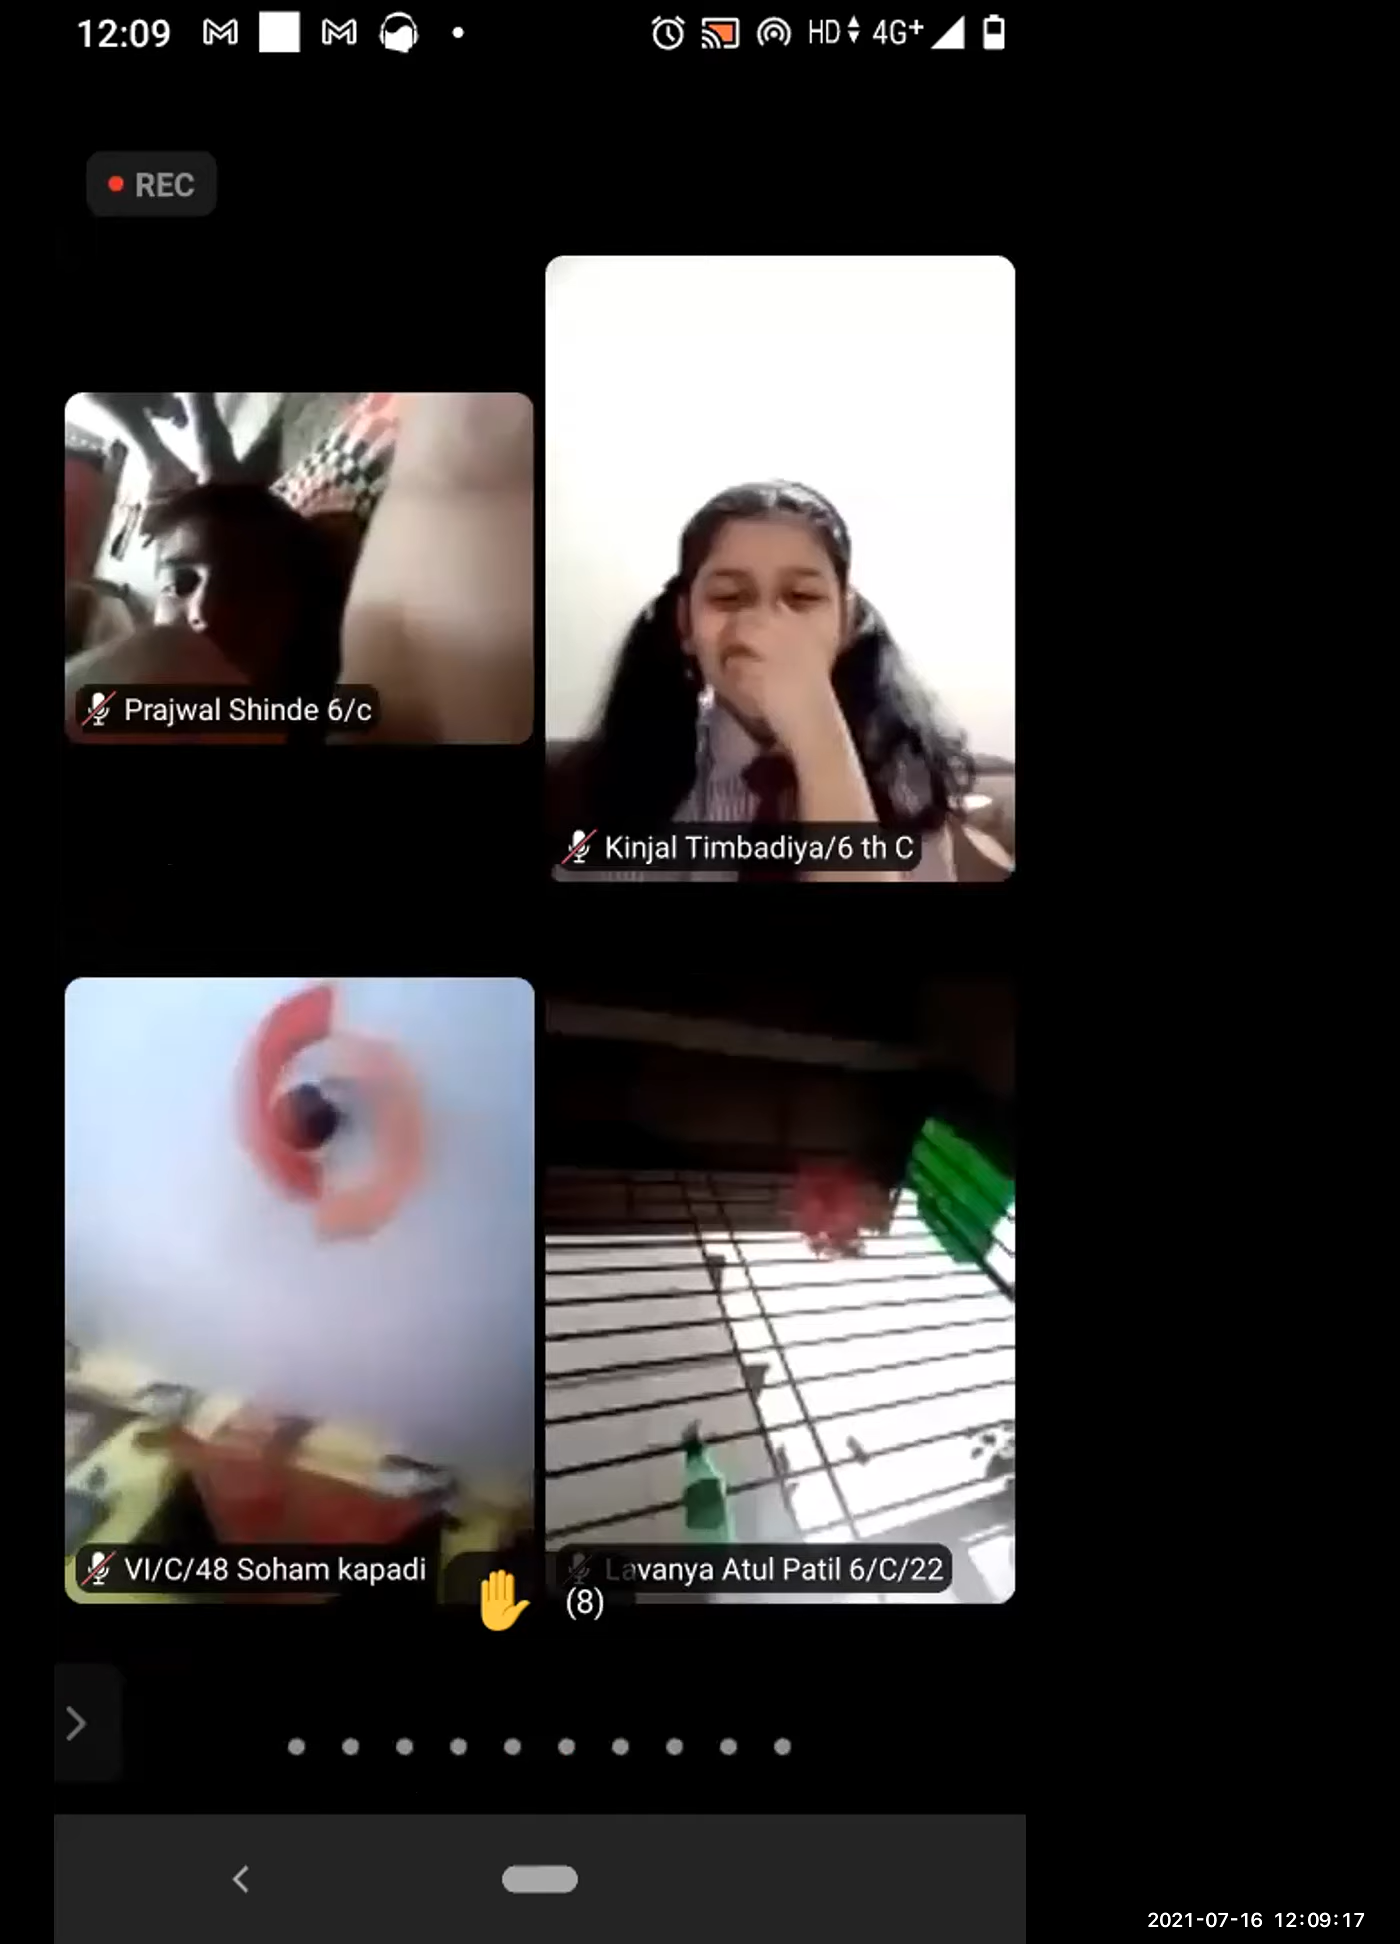 12:09 HD 4G+
REC
Prajwal Shinde 6/c
Kinjal Timbadiya/6 th C
VI/C/48 Soham kapadi
Lavanya Atul Patil 6/C/22
(8)
2021-07-16 12:09:17